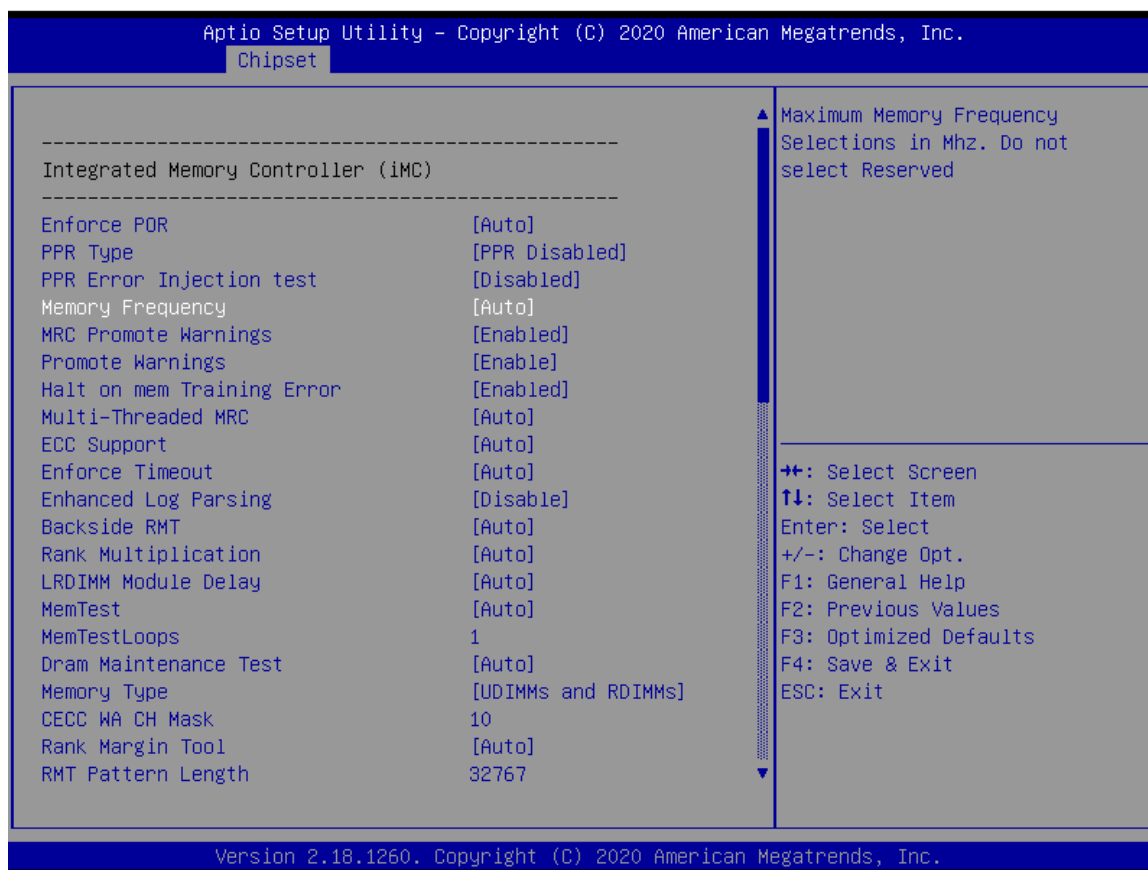 Aptio Setup Utility – Copyright (C) 2020 American Megatrends, Inc.
Chipset
--------------------------------------------------
Integrated Memory Controller (iMC)
--------------------------------------------------
Enforce POR [Auto]
PPR Type [PPR Disabled]
PPR Error Injection test [Disabled]
Memory Frequency [Auto]
MRC Promote Warnings [Enabled]
Promote Warnings [Enable]
Halt on mem Training Error [Enabled]
Multi-Threaded MRC [Auto]
ECC Support [Auto]
Enforce Timeout [Auto]
Enhanced Log Parsing [Disable]
Backside RMT [Auto]
Rank Multiplication [Auto]
LRDIMM Module Delay [Auto]
MemTest [Auto]
MemTestLoops 1
Dram Maintenance Test [Auto]
Memory Type [UDIMMs and RDIMMs]
CECC WA CH Mask 10
Rank Margin Tool [Auto]
RMT Pattern Length 32767
Maximum Memory Frequency
Selections in Mhz. Do not
select Reserved
→←: Select Screen
↑↓: Select Item
Enter: Select
+/-: Change Opt.
F1: General Help
F2: Previous Values
F3: Optimized Defaults
F4: Save & Exit
ESC: Exit
Version 2.18.1260. Copyright (C) 2020 American Megatrends, Inc.